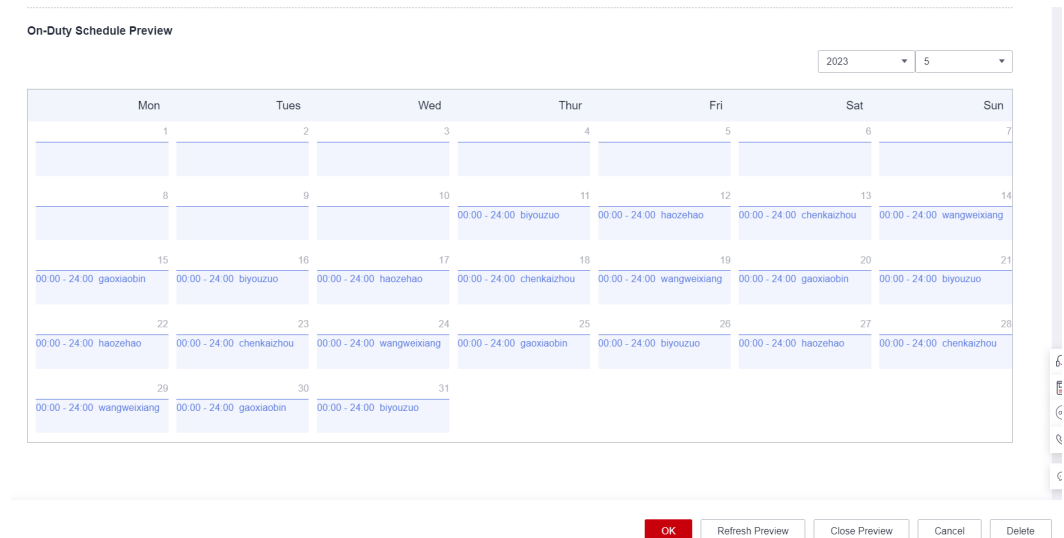 On-Duty Schedule Preview
2023 5
Mon Tues Wed Thur Fri Sat Sun
1 2 3 4 5 6 7
8 9 10 11 12 13 14
00:00 - 24:00 biyouzuo 00:00 - 24:00 haozehao 00:00 - 24:00 chenkaizhou 00:00 - 24:00 wangweixiang
15 16 17 18 19 20 21
00:00 - 24:00 gaoxiaobin 00:00 - 24:00 biyouzuo 00:00 - 24:00 haozehao 00:00 - 24:00 chenkaizhou 00:00 - 24:00 wangweixiang 00:00 - 24:00 gaoxiaobin 00:00 - 24:00 biyouzuo
22 23 24 25 26 27 28
00:00 - 24:00 haozehao 00:00 - 24:00 chenkaizhou 00:00 - 24:00 wangweixiang 00:00 - 24:00 gaoxiaobin 00:00 - 24:00 biyouzuo 00:00 - 24:00 haozehao 00:00 - 24:00 chenkaizhou
29 30 31
00:00 - 24:00 wangweixiang 00:00 - 24:00 gaoxiaobin 00:00 - 24:00 biyouzuo
OK Refresh Preview Close Preview Cancel Delete